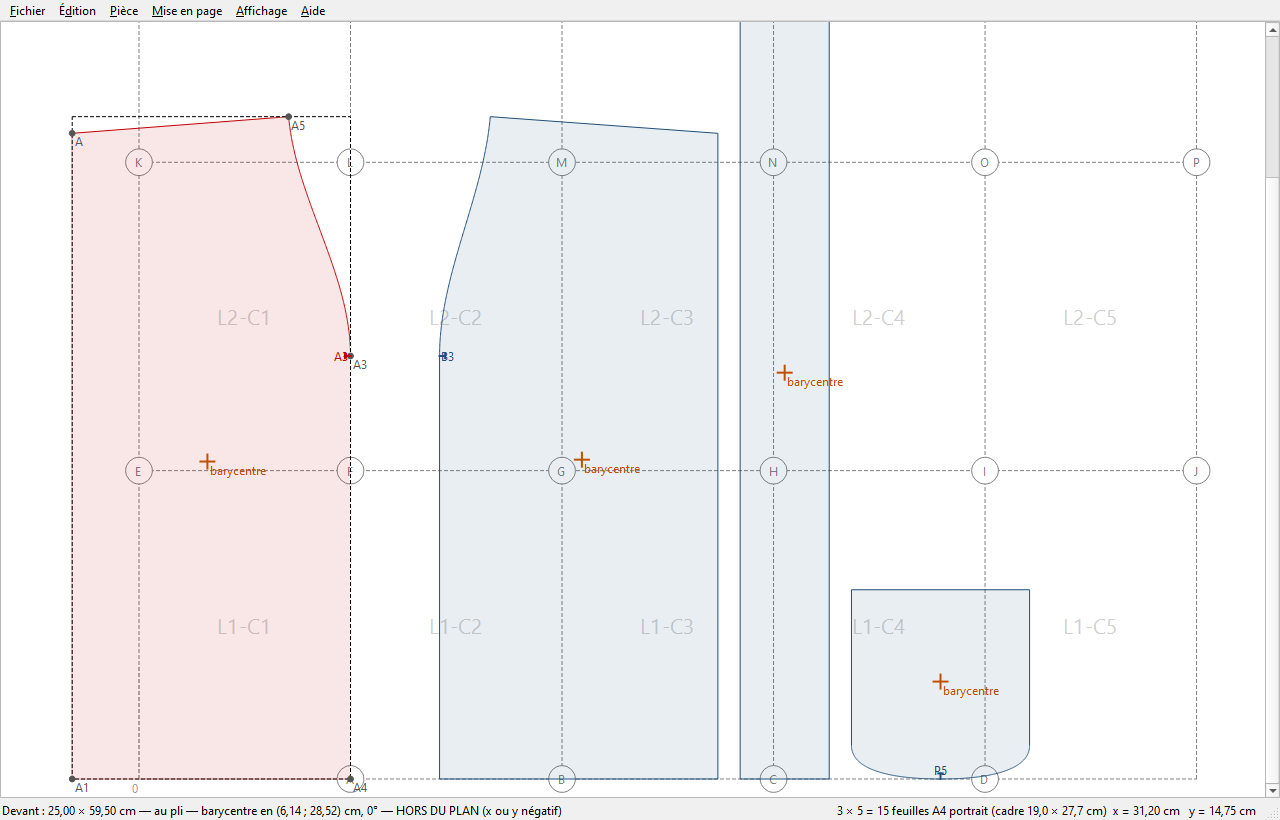 Fichier Édition Pièce Mise en page Affichage Aide
A A5
K L M N O P
L2-C1 L2-C2 L2-C3 L2-C4 L2-C5
A3 B3
A3
barycentre
E barycentre G barycentre H I J
L1-C1 L1-C2 L1-C3 L1-C4 L1-C5
barycentre
B C D
A1 0 A4
Devant : 25,00 × 59,50 cm — au pli — barycentre en (6,14 ; 28,52) cm, 0° — HORS DU PLAN (x ou y négatif) 3 × 5 = 15 feuilles A4 portrait (cadre 19,0 × 27,7 cm) x = 31,20 cm y = 14,75 cm